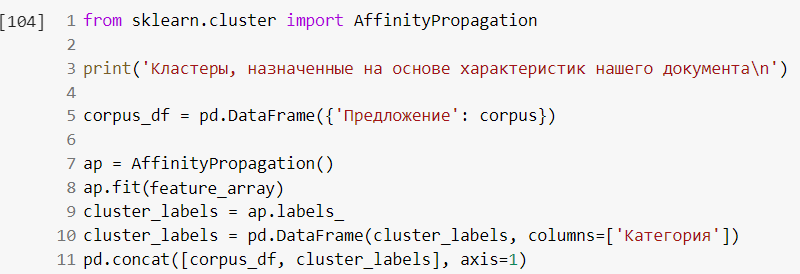 [104] 1 from sklearn.cluster import AffinityPropagation
2
3 print('Кластеры, назначенные на основе характеристик нашего документа\n')
4
5 corpus_df = pd.DataFrame({'Предложение': corpus})
6
7 ap = AffinityPropagation()
8 ap.fit(feature_array)
9 cluster_labels = ap.labels_
10 cluster_labels = pd.DataFrame(cluster_labels, columns=['Категория'])
11 pd.concat([corpus_df, cluster_labels], axis=1)